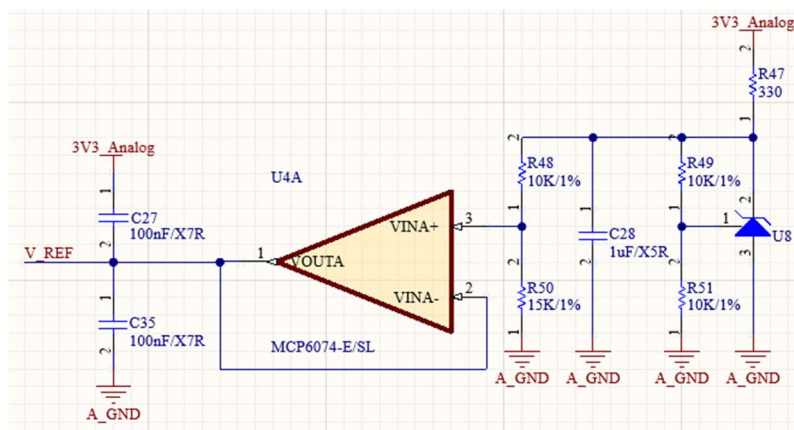 3V3_Analog
2
R47
330
1
3V3_Analog
1
C27
100nF/X7R
2
V_REF
1
C35
100nF/X7R
2
A_GND
U4A
1
VOUTA
VINA+
3
VINA-
2
MCP6074-E/SL
2
R48
10K/1%
1
2
R50
15K/1%
1
A_GND
1
C28
1uF/X5R
2
A_GND
2
R49
10K/1%
1
2
R51
10K/1%
1
A_GND
2
1
U8
3
A_GND